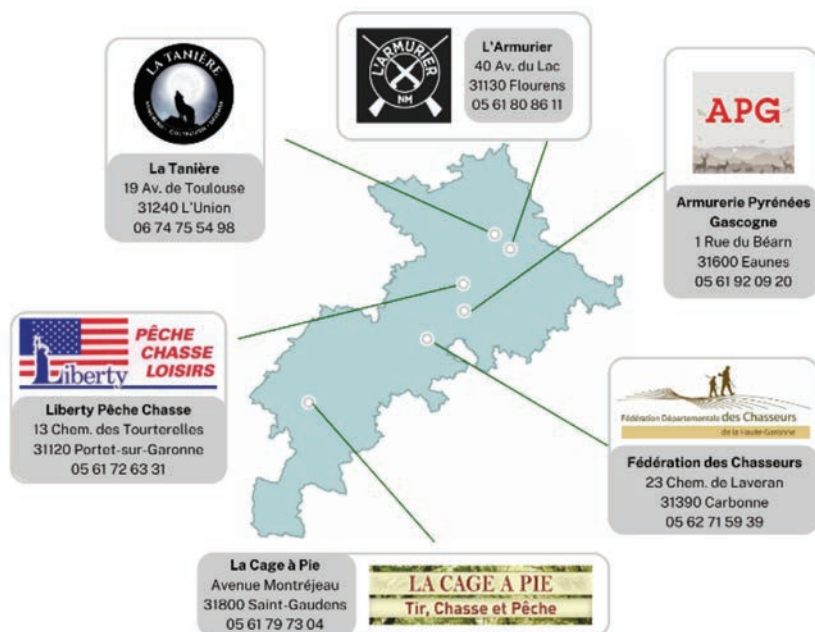 LA TANIÈRE
La Tanière
19 Av. de Toulouse
31240 L'Union
06 74 75 54 98
L'ARMURIER
NM
L'Armurier
40 Av. du Lac
31130 Flourens
05 61 80 86 11
APG
Armurerie Pyrénées
Gascogne
1 Rue du Béarn
31600 Eaunes
05 61 92 09 20
Liberty
PÊCHE
CHASSE
LOISIRS
Liberty Pêche Chasse
13 Chem. des Tourterelles
31120 Portet-sur-Garonne
05 61 72 63 31
Fédération Départementale des Chasseurs
de la Haute-Garonne
Fédération des Chasseurs
23 Chem. de Laveran
31390 Carbonne
05 62 71 59 39
La Cage à Pie
Avenue Montréjeau
31800 Saint-Gaudens
05 61 79 73 04
LA CAGE A PIE
Tir, Chasse et Pêche